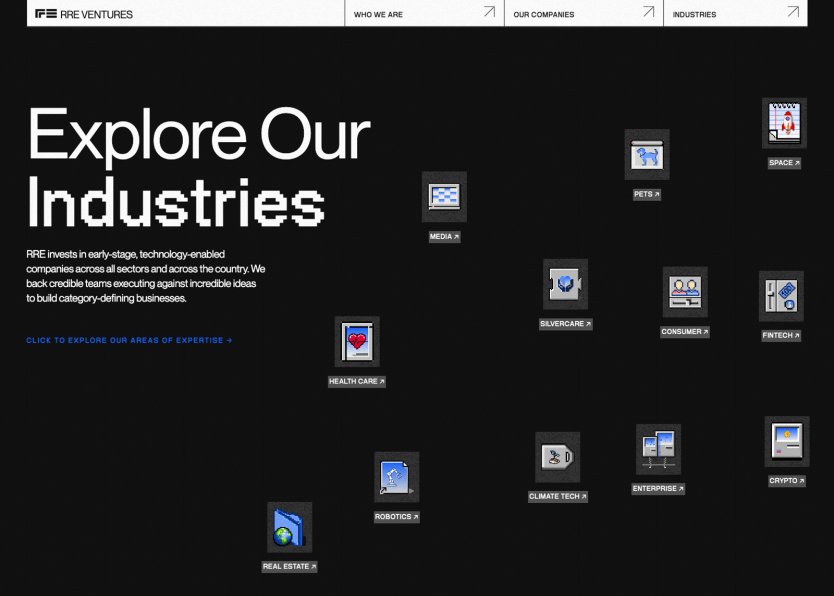 RRE VENTURES
WHO WE ARE
OUR COMPANIES
INDUSTRIES
Explore Our
Industries
RRE invests in early-stage, technology-enabled
companies across all sectors and across the country. We
back credible teams executing against incredible ideas
to build category-defining businesses.
CLICK TO EXPLORE OUR AREAS OF EXPERTISE →
SPACE ↗
PETS ↗
MEDIA ↗
SILVERCARE ↗
CONSUMER ↗
FINTECH ↗
HEALTH CARE ↗
CRYPTO ↗
ENTERPRISE ↗
CLIMATE TECH ↗
ROBOTICS ↗
REAL ESTATE ↗